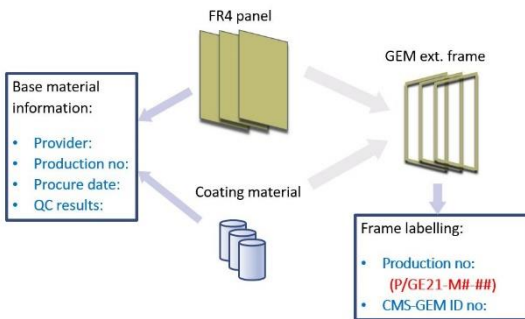 FR4 panel
GEM ext. frame
Base material
information:
• Provider:
• Production no:
• Procure date:
• QC results:
Coating material
Frame labelling:
• Production no:
(P/GE21-M#-##)
• CMS-GEM ID no: